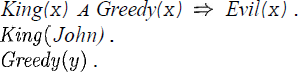 King(x) A Greedy(x) ⇒ Evil(x) .
King(John) .
Greedy(y) .